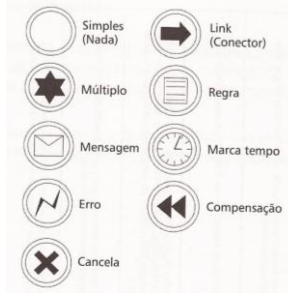 Simples
(Nada)
Link
(Conector)
Múltiplo
Regra
Mensagem
Marca tempo
Erro
Compensação
Cancela